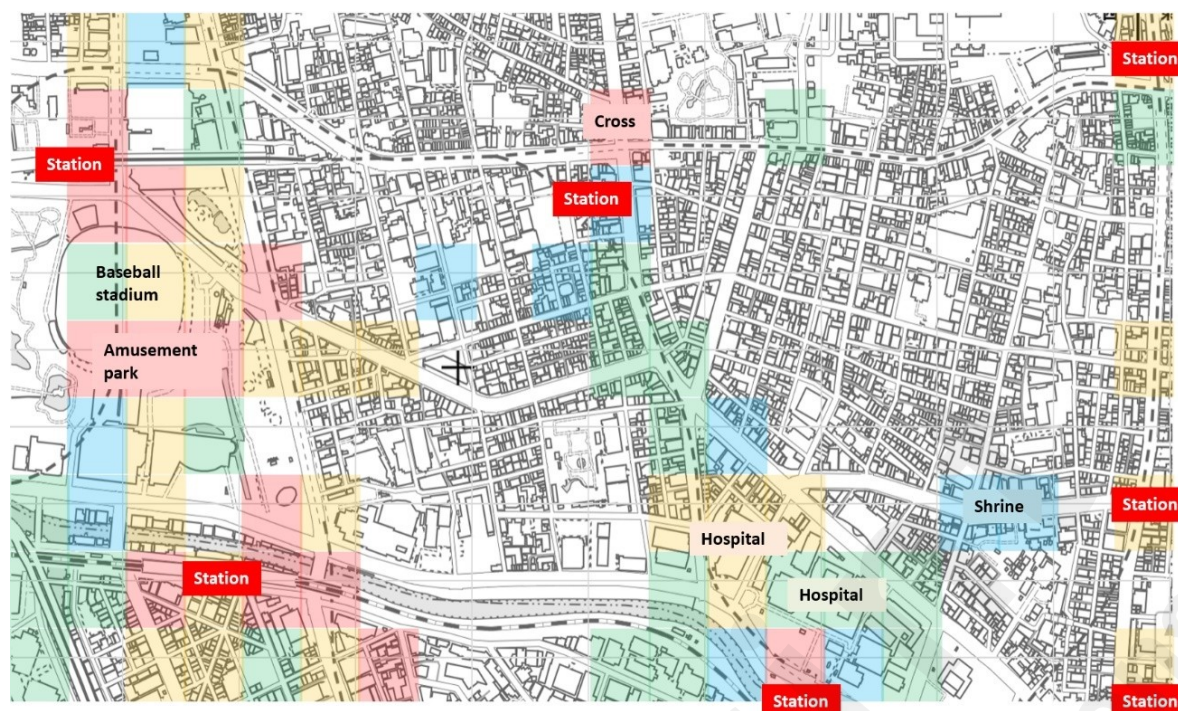 Station
Cross
Station
Station
Baseball
stadium
Amusement
park
Station
Shrine
Hospital
Station
Hospital
Station
Station